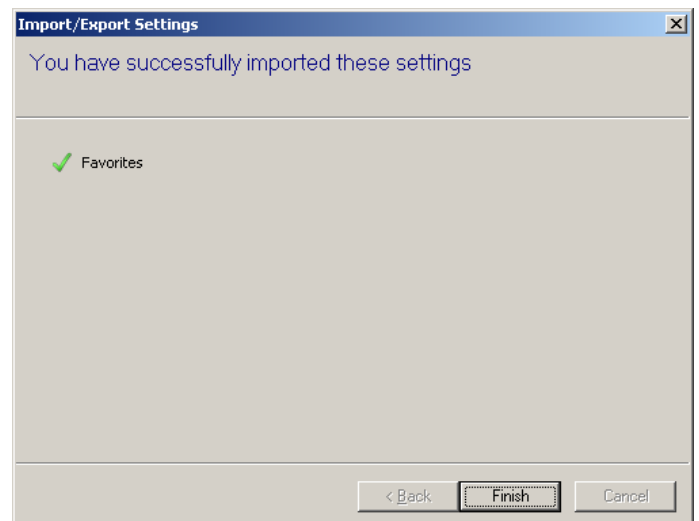 Import/Export Settings
You have successfully imported these settings
Favorites
< Back Finish Cancel